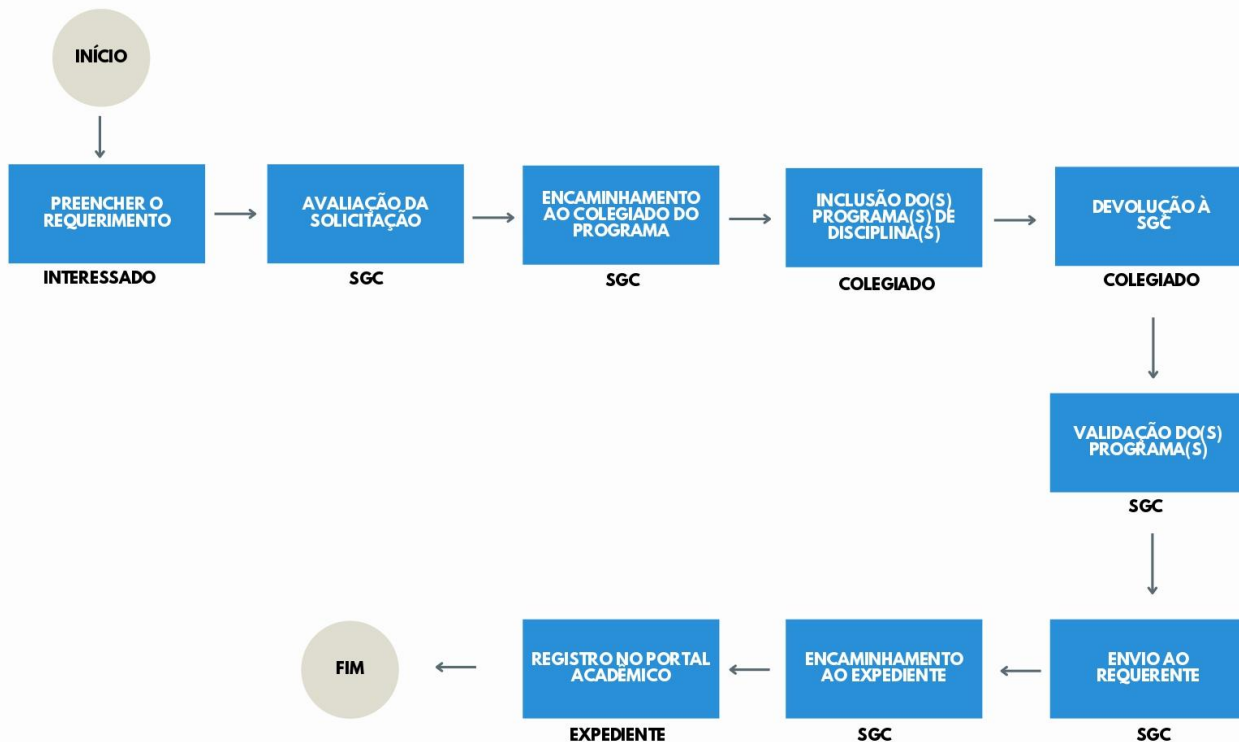 INÍCIO
PREENCHER O
REQUERIMENTO
INTERESSADO
AVALIAÇÃO DA
SOLICITAÇÃO
SGC
ENCAMINHAMENTO
AO COLEGIADO DO
PROGRAMA
SGC
INCLUSÃO DO(S)
PROGRAMA(S) DE
DISCIPLINA(S)
COLEGIADO
DEVOLUÇÃO À
SGC
COLEGIADO
VALIDAÇÃO DO(S)
PROGRAMA(S)
SGC
ENVIO AO
REQUERENTE
SGC
ENCAMINHAMENTO
AO EXPEDIENTE
SGC
REGISTRO NO PORTAL
ACADÊMICO
EXPEDIENTE
FIM